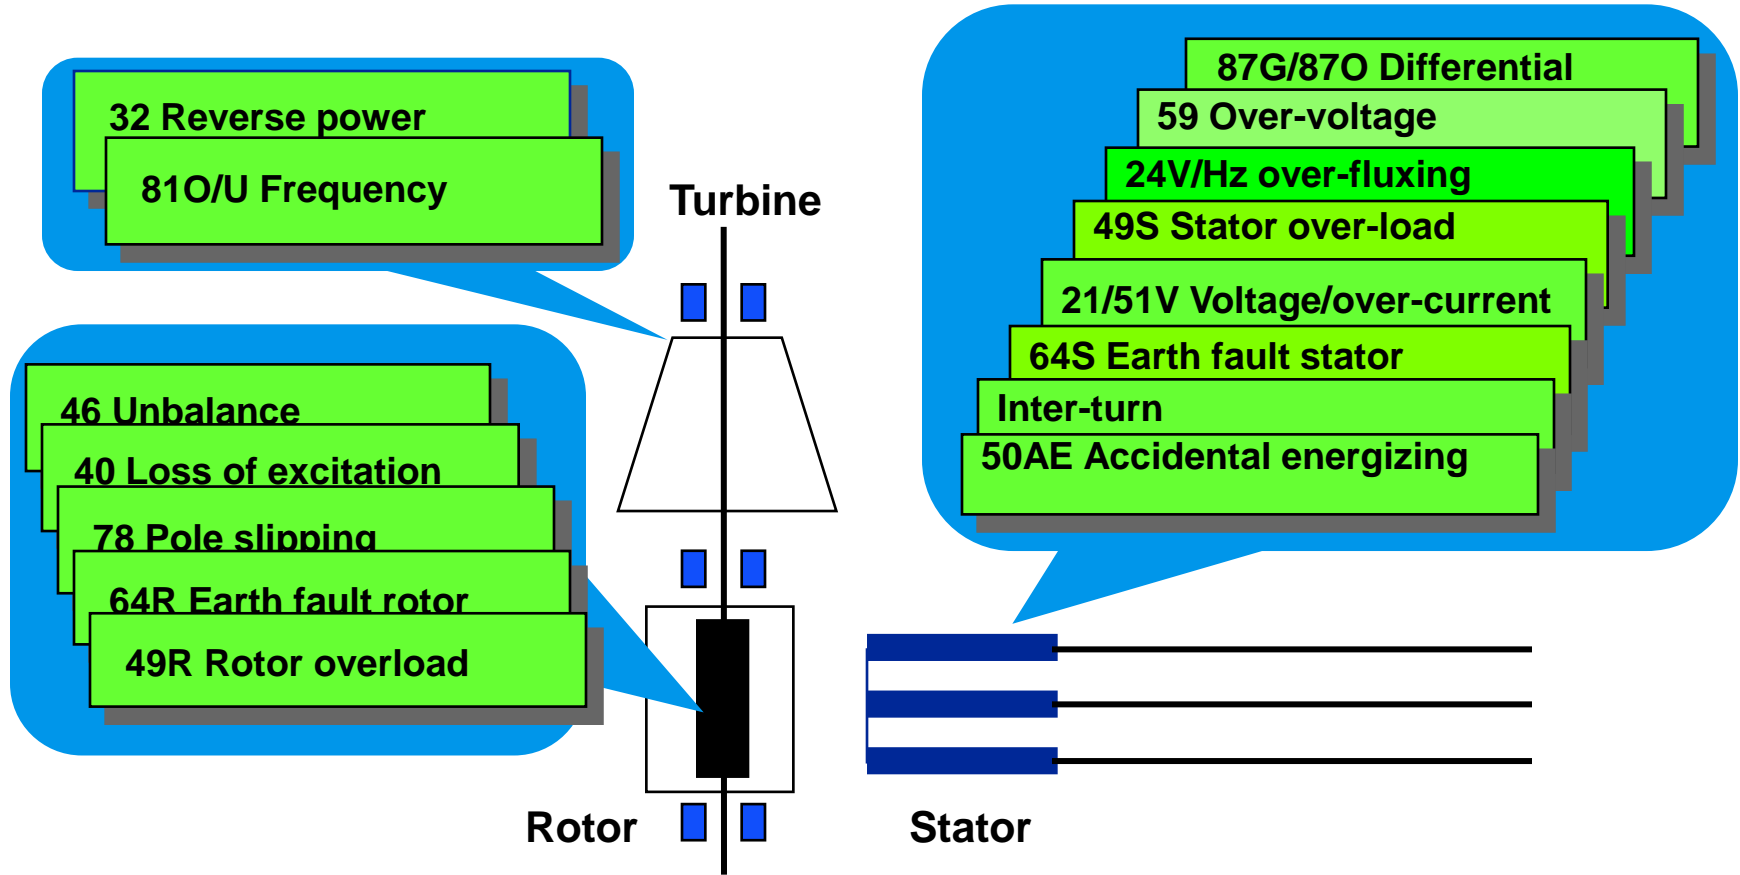 32 Reverse power
81O/U Frequency
Turbine
87G/87O Differential
59 Over-voltage
24V/Hz over-fluxing
49S Stator over-load
21/51V Voltage/over-current
64S Earth fault stator
Inter-turn
50AE Accidental energizing
46 Unbalance
40 Loss of excitation
78 Pole slipping
64R Earth fault rotor
49R Rotor overload
Rotor
Stator